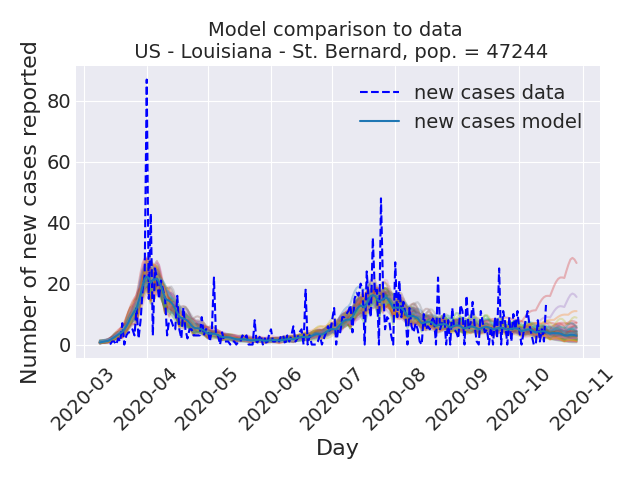 Model comparison to data
US - Louisiana - St. Bernard, pop. = 47244
Number of new cases reported
80
60
40
20
0
new cases data
new cases model
2020-03
2020-04
2020-05
2020-06
2020-07
2020-08
2020-09
2020-10
2020-11
Day